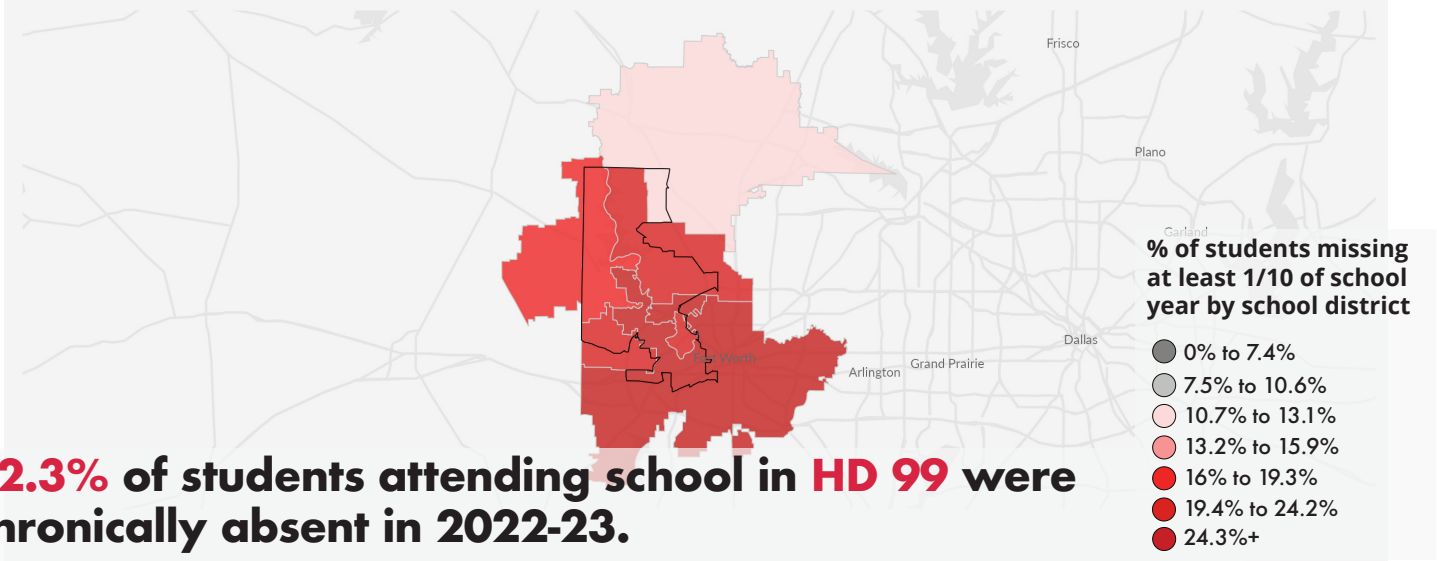 Frisco
Plano
Garland
% of students missing
at least 1/10 of school
year by school district
Dallas
Fort Worth
Arlington
Grand Prairie
0% to 7.4%
7.5% to 10.6%
10.7% to 13.1%
13.2% to 15.9%
16% to 19.3%
19.4% to 24.2%
24.3%+
2.3% of students attending school in HD 99 were
hronically absent in 2022-23.